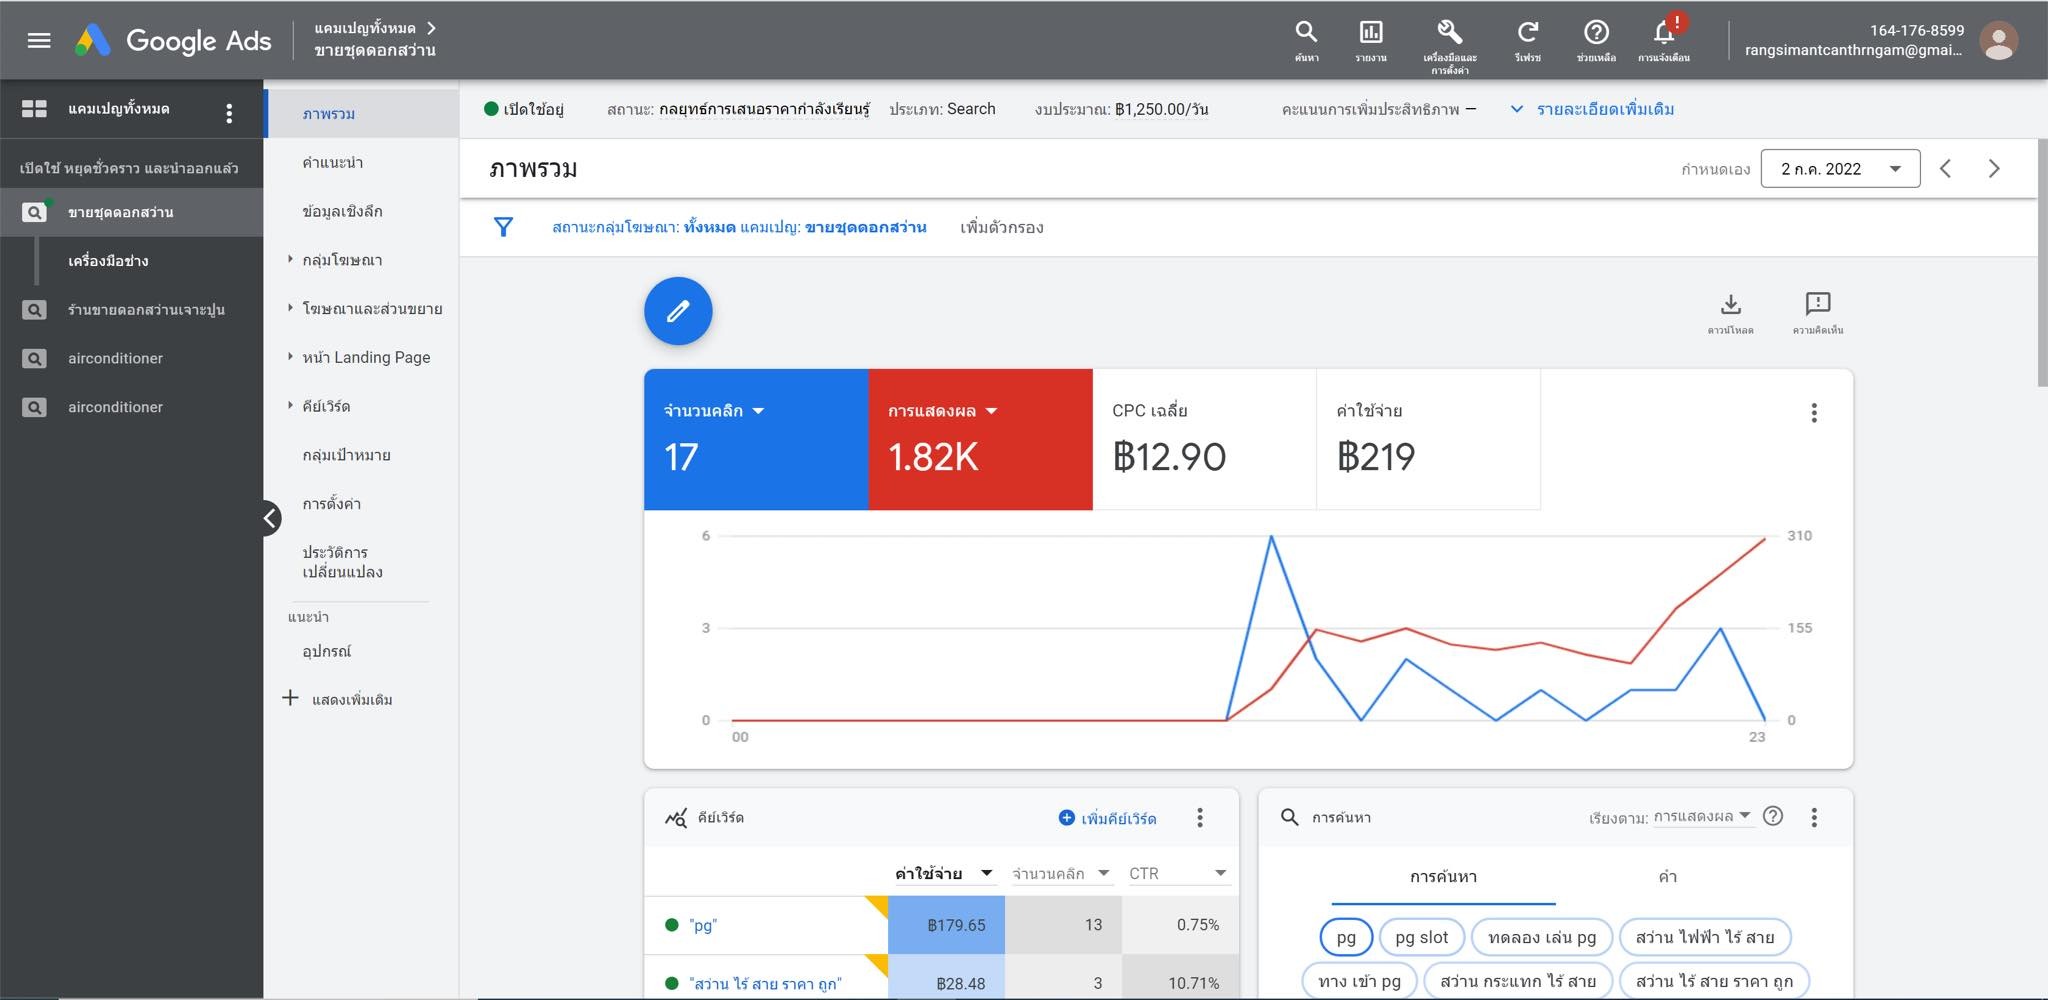 Google Ads
แคมเปญทั้งหมด
ขายชุดดอกสว่าน
ค้นหา
รายงาน
เครื่องมือและ
การตั้งค่า
รีเฟรช
ช่วยเหลือ
!
การแจ้งเตือน
164-176-8599
rangsimantcanthrngam@gmai...
แคมเปญทั้งหมด
เปิดใช้ หยุดชั่วคราว และนำออกแล้ว
ขายชุดดอกสว่าน
เครื่องมือช่าง
ร้านขายดอกสว่านเจาะปูน
airconditioner
airconditioner
ภาพรวม
คำแนะนำ
ข้อมูลเชิงลึก
กลุ่มโฆษณา
โฆษณาและส่วนขยาย
หน้า Landing Page
คีย์เวิร์ด
กลุ่มเป้าหมาย
การตั้งค่า
ประวัติการ
เปลี่ยนแปลง
แนะนำ
อุปกรณ์
แสดงเพิ่มเติม
เปิดใช้อยู่ สถานะ: กลยุทธ์การเสนอราคากำลังเรียนรู้ ประเภท: Search งบประมาณ: ฿1,250.00/วัน คะแนนการเพิ่มประสิทธิภาพ – รายละเอียดเพิ่มเติม
ภาพรวม
กำหนดเอง 2 ก.ค. 2022
สถานะกลุ่มโฆษณา: ทั้งหมด แคมเปญ: ขายชุดดอกสว่าน เพิ่มตัวกรอง
ดาวน์โหลด
ความคิดเห็น
จำนวนคลิก
17
การแสดงผล
1.82K
CPC เฉลี่ย
฿12.90
ค่าใช้จ่าย
฿219
6 310
3 155
0 0
00 23
คีย์เวิร์ด เพิ่มคีย์เวิร์ด
ค่าใช้จ่าย จำนวนคลิก CTR
"pg" ฿179.65 13 0.75%
"สว่าน ไร้ สาย ราคา ถูก" ฿28.48 3 10.71%
การค้นหา เรียงตาม: การแสดงผล
การค้นหา คำ
pg pg slot ทดลอง เล่น pg สว่าน ไฟฟ้า ไร้ สาย
ทาง เข้า pg สว่าน กระแทก ไร้ สาย สว่าน ไร้ สาย ราคา ถูก